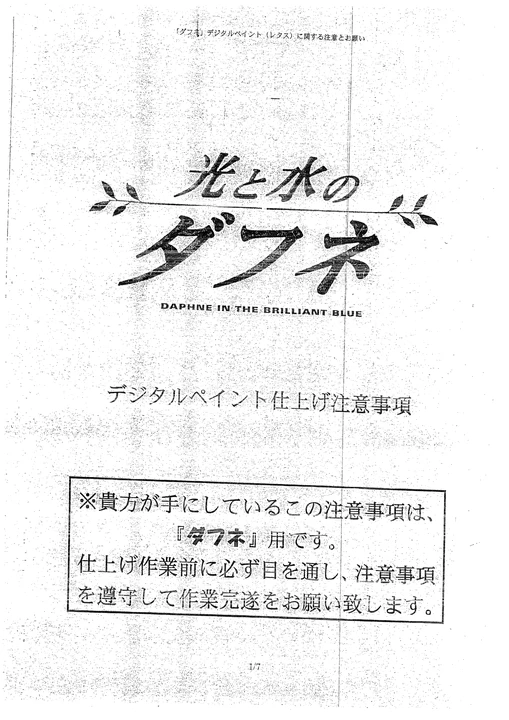 「ダフネ」デジタルペイント（レタス）に関する注意とお願い
光と水の
ダフネ
DAPHNE IN THE BRILLIANT BLUE
デジタルペイント仕上げ注意事項
※貴方が手にしているこの注意事項は、
『ダフネ』用です。
仕上げ作業前に必ず目を通し、注意事項
を遵守して作業完遂をお願い致します。
1/7